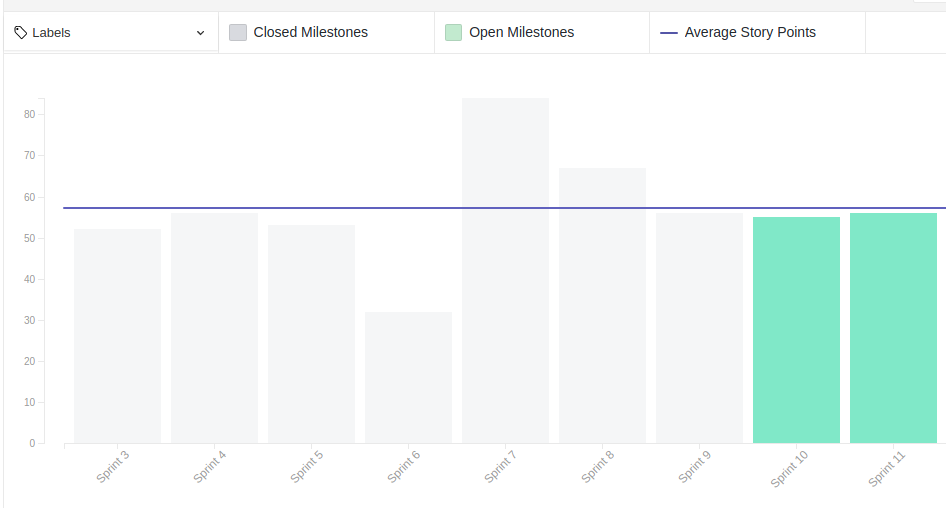 Labels
Closed Milestones
Open Milestones
Average Story Points
80
70
60
50
40
30
20
10
0
Sprint 3
Sprint 4
Sprint 5
Sprint 6
Sprint 7
Sprint 8
Sprint 9
Sprint 10
Sprint 11